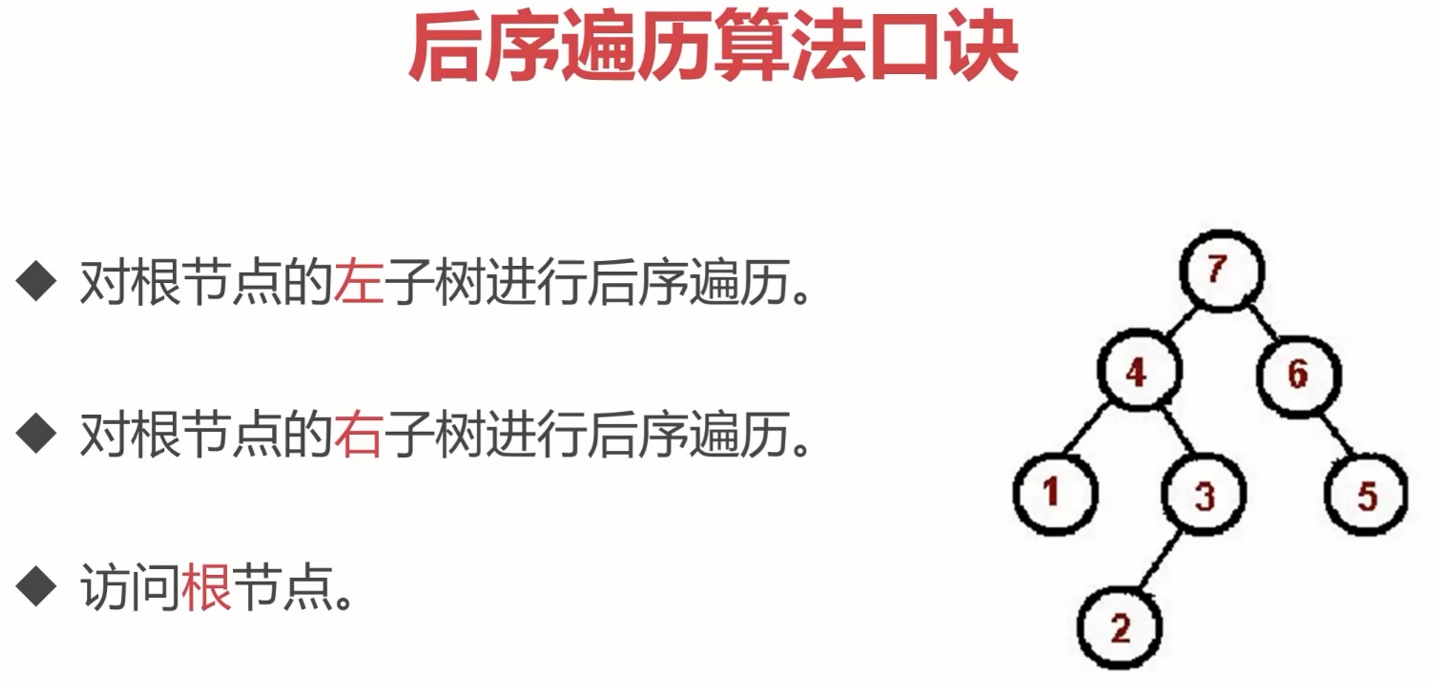 后序遍历算法口诀
◆ 对根节点的左子树进行后序遍历。
◆ 对根节点的右子树进行后序遍历。
◆ 访问根节点。
7
4 6
1 3 5
2